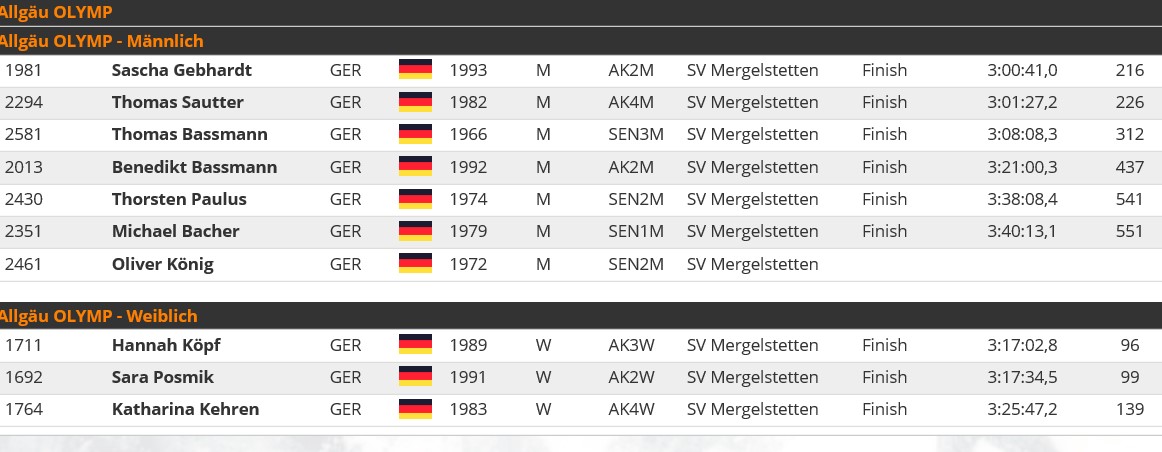 Allgäu OLYMP
Allgäu OLYMP - Männlich
1981 Sascha Gebhardt GER 1993 M AK2M SV Mergelstetten Finish 3:00:41,0 216
2294 Thomas Sautter GER 1982 M AK4M SV Mergelstetten Finish 3:01:27,2 226
2581 Thomas Bassmann GER 1966 M SEN3M SV Mergelstetten Finish 3:08:08,3 312
2013 Benedikt Bassmann GER 1992 M AK2M SV Mergelstetten Finish 3:21:00,3 437
2430 Thorsten Paulus GER 1974 M SEN2M SV Mergelstetten Finish 3:38:08,4 541
2351 Michael Bacher GER 1979 M SEN1M SV Mergelstetten Finish 3:40:13,1 551
2461 Oliver König GER 1972 M SEN2M SV Mergelstetten
Allgäu OLYMP - Weiblich
1711 Hannah Köpf GER 1989 W AK3W SV Mergelstetten Finish 3:17:02,8 96
1692 Sara Posmik GER 1991 W AK2W SV Mergelstetten Finish 3:17:34,5 99
1764 Katharina Kehren GER 1983 W AK4W SV Mergelstetten Finish 3:25:47,2 139